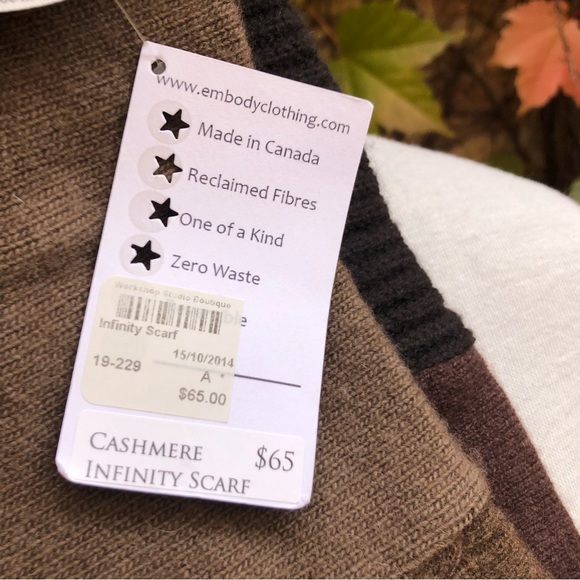 www.embodyclothing.com
Made in Canada
Reclaimed Fibres
One of a Kind
Zero Waste
Workshop Studio Boutique
Infinity Scarf
15/10/2014
19-229
A *
$65.00
CASHMERE $65
INFINITY SCARF